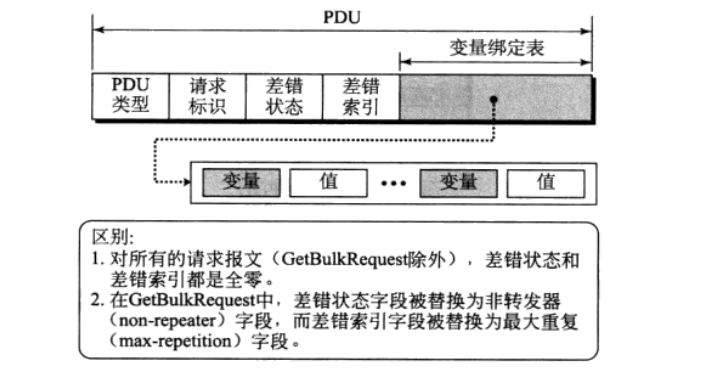 PDU
变量绑定表
PDU 请求 差错 差错
类型 标识 状态 索引
变量 值 ••• 变量 值
区别:
1. 对所有的请求报文（GetBulkRequest除外），差错状态和
差错索引都是全零。
2. 在GetBulkRequest中，差错状态字段被替换为非转发器
（non-repeater）字段，而差错索引字段被替换为最大重复
（max-repetition）字段。